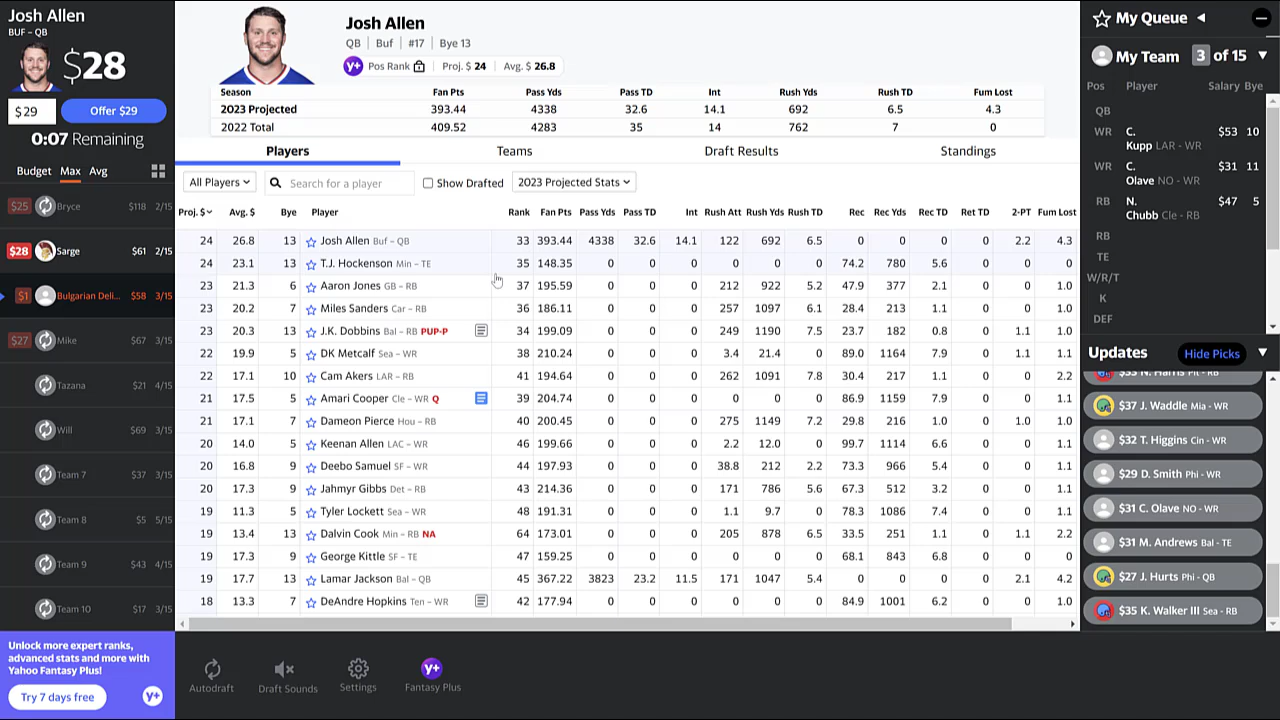 Josh Allen
BUF – QB
$28
$29
Offer $29
0:07 Remaining
Budget Max Avg
$25 Bryce $118 2/15
$28 Sarge $61 2/15
$1 Bulgarian Deli... $58 3/15
$27 Mike $67 3/15
Tazana $21 4/15
Will $69 3/15
Team 7 $37 3/15
Team 8 $5 5/15
Team 9 $43 4/15
Team 10 $17 3/15
Unlock more expert ranks,
advanced stats and more with
Yahoo Fantasy Plus!
Try 7 days free
y+
Josh Allen
QB | Buf | #17 | Bye 13
y+ Pos Rank | Proj. $ 24 | Avg. $ 26.8
Season Fan Pts Pass Yds Pass TD Int Rush Yds Rush TD Fum Lost
2023 Projected 393.44 4338 32.6 14.1 692 6.5 4.3
2022 Total 409.52 4283 35 14 762 7 0
Players Teams Draft Results Standings
All Players Search for a player Show Drafted 2023 Projected Stats
Proj. $ Avg. $ Bye Player Rank Fan Pts Pass Yds Pass TD Int Rush Att Rush Yds Rush TD Rec Rec Yds Rec TD Ret TD 2-PT Fum Lost
24 26.8 13 Josh Allen Buf – QB 33 393.44 4338 32.6 14.1 122 692 6.5 0 0 0 0 2.2 4.3
24 23.1 13 T.J. Hockenson Min – TE 35 148.35 0 0 0 0 0 0 74.2 780 5.6 0 0 0
23 21.3 6 Aaron Jones GB – RB 37 195.59 0 0 0 212 922 5.2 47.9 377 2.1 0 0 1.0
23 20.2 7 Miles Sanders Car – RB 36 186.11 0 0 0 257 1097 6.1 28.4 213 1.1 0 0 1.0
23 20.3 13 J.K. Dobbins Bal – RB PUP-P 34 199.09 0 0 0 249 1190 7.5 23.7 182 0.8 0 1.1 1.0
22 19.9 5 DK Metcalf Sea – WR 38 210.24 0 0 0 3.4 21.4 0 89.0 1164 7.9 0 1.1 1.1
22 17.1 10 Cam Akers LAR – RB 41 194.64 0 0 0 262 1091 7.8 30.4 217 1.1 0 0 2.2
21 17.5 5 Amari Cooper Cle – WR Q 39 204.74 0 0 0 0 0 0 86.9 1159 7.9 0 0 1.1
21 17.1 7 Dameon Pierce Hou – RB 40 200.45 0 0 0 275 1149 7.2 29.8 216 1.0 0 1.0 1.0
20 14.0 5 Keenan Allen LAC – WR 46 199.66 0 0 0 2.2 12.0 0 99.7 1114 6.6 0 0 1.1
20 16.8 9 Deebo Samuel SF – WR 44 197.93 0 0 0 38.8 212 2.2 73.3 966 5.4 0 0 1.1
20 17.3 9 Jahmyr Gibbs Det – RB 43 214.36 0 0 0 171 786 5.6 67.3 512 3.2 0 0 1.1
19 11.3 5 Tyler Lockett Sea – WR 48 191.31 0 0 0 1.1 9.7 0 78.3 1086 7.4 0 0 1.1
19 13.4 13 Dalvin Cook Min – RB NA 64 173.01 0 0 0 205 878 6.5 33.5 251 1.1 0 1.1 2.2
19 17.3 9 George Kittle SF – TE 47 159.25 0 0 0 0 0 0 68.1 843 6.8 0 0 0
19 17.7 13 Lamar Jackson Bal – QB 45 367.22 3823 23.2 11.5 171 1047 5.4 0 0 0 0 2.1 4.2
18 13.3 7 DeAndre Hopkins Ten – WR 42 177.94 0 0 0 0 0 0 84.9 1001 6.2 0 0 1.0
Autodraft
Draft Sounds
Settings
y+
Fantasy Plus
My Queue
My Team 3 of 15
Pos Player Salary Bye
QB
WR C. Kupp LAR – WR $53 10
WR C. Olave NO – WR $31 11
RB N. Chubb Cle – RB $47 5
RB
TE
W/R/T
K
DEF
Updates Hide Picks
$33 N. Harris Pit – RB
$37 J. Waddle Mia – WR
$32 T. Higgins Cin – WR
$29 D. Smith Phi – WR
$31 C. Olave NO – WR
$31 M. Andrews Bal – TE
$27 J. Hurts Phi – QB
$35 K. Walker III Sea – RB